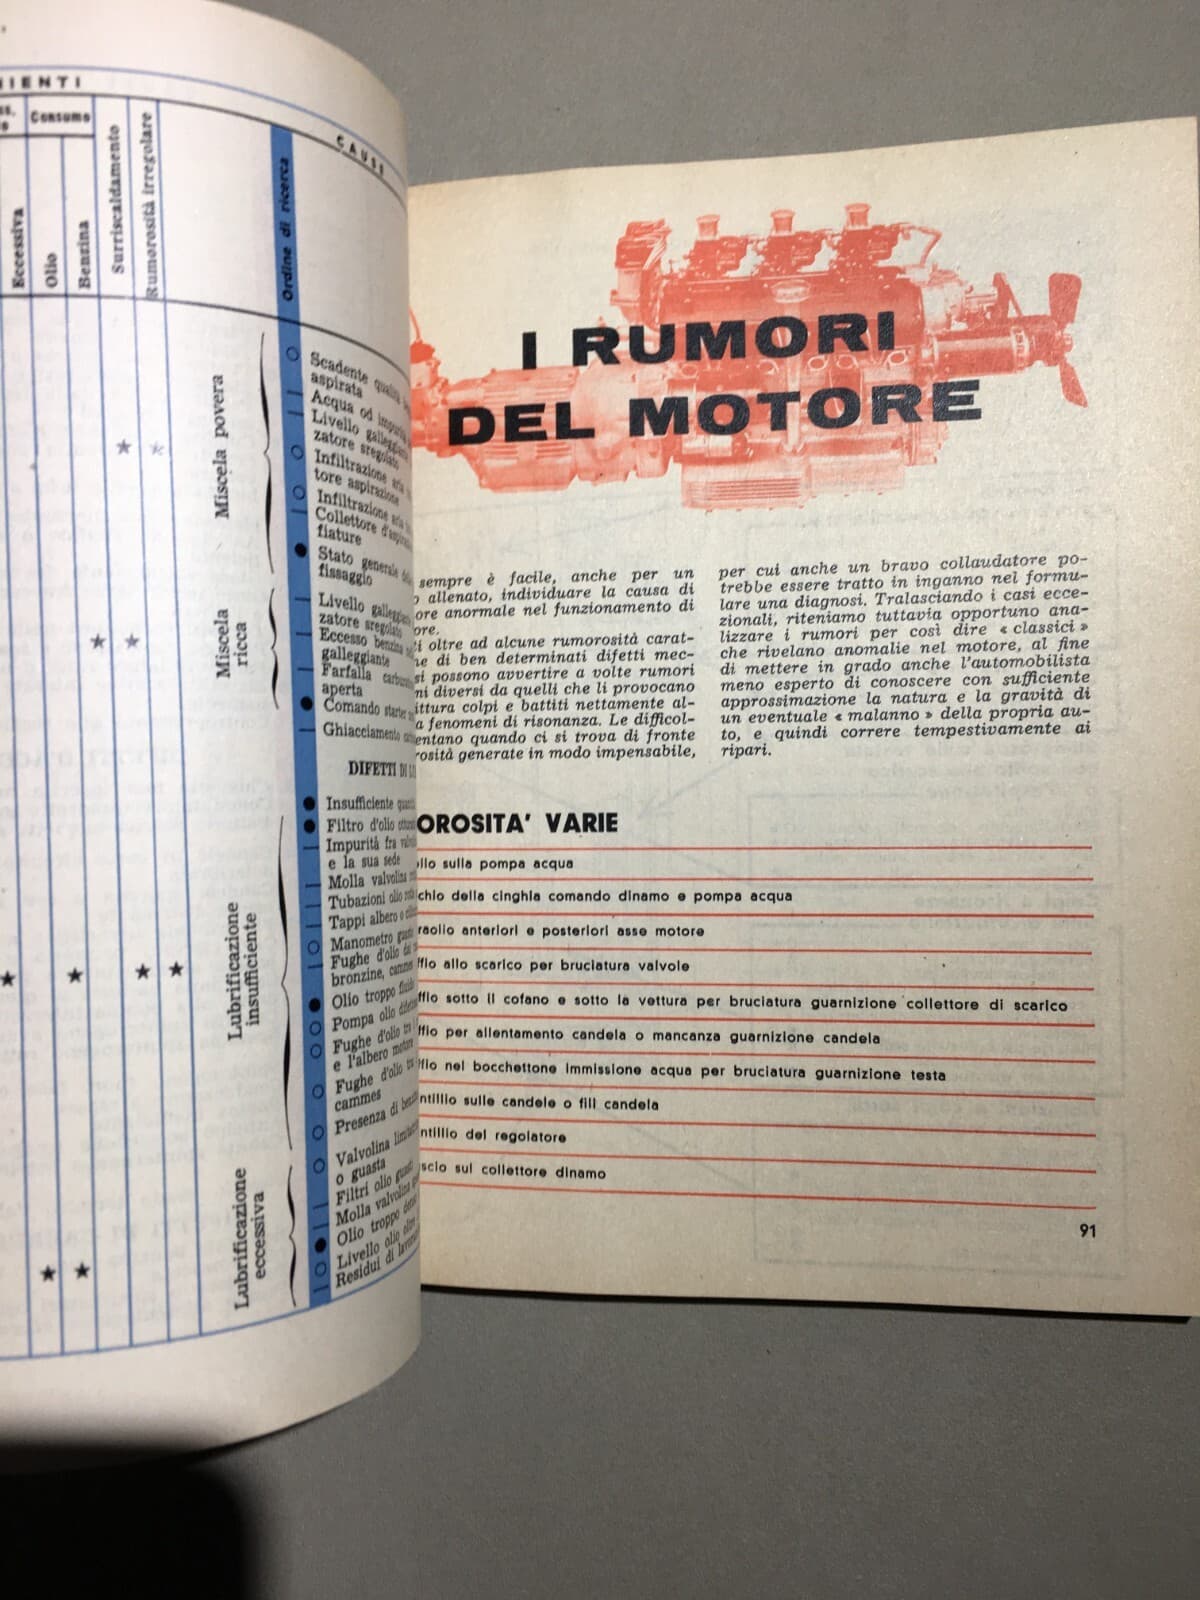 IENTI
Consumo
Eccessiva
Olio
Benzina
Surriscaldamento
Rumorosità irregolare
Ordine di ricerca
CAUSE
Miscela povera
Scadente
aspirata
Acqua od
Livello
zatore sregolato
Infiltrazione
tore aspirazione
Infiltrazione
Collettore
fiature
Stato generale
fissaggio
Miscela
ricca
Livello galleggiante
zatore sregolato
Eccesso benzina
galleggiante
Farfalla
aperta
Comando starter
Ghiacciamento
DIFETTI DI
Lubrificazione
insufficiente
Insufficiente
Filtro d'olio
Impurità fra
e la sua sede
Molla valvolina
Tubazioni olio
Tappi albero o
Manometro
Fughe d'olio
bronzine, cammes
Olio troppo
Pompa olio
Fughe d'olio tra
e l'albero motore
Fughe d'olio
cammes
Presenza di
Lubrificazione
eccessiva
Valvolina
o guasta
Filtri olio
Molla valvolina
Olio troppo
Livello olio
Residui di
I RUMORI
DEL MOTORE
sempre è facile, anche per un
o allenato, individuare la causa di
ore anormale nel funzionamento di
ore.
i oltre ad alcune rumorosità carat-
he di ben determinati difetti mec-
si possono avvertire a volte rumori
ni diversi da quelli che li provocano
ittura colpi e battiti nettamente al-
a fenomeni di risonanza. Le difficol-
entano quando ci si trova di fronte
rosità generate in modo impensabile,
per cui anche un bravo collaudatore po-
trebbe essere tratto in inganno nel formu-
lare una diagnosi. Tralasciando i casi ecce-
zionali, riteniamo tuttavia opportuno ana-
lizzare i rumori per così dire « classici »
che rivelano anomalie nel motore, al fine
di mettere in grado anche l'automobilista
meno esperto di conoscere con sufficiente
approssimazione la natura e la gravità di
un eventuale « malanno » della propria au-
to, e quindi correre tempestivamente ai
ripari.
OROSITA' VARIE
llo sulla pompa acqua
chio della cinghia comando dinamo e pompa acqua
raolio anteriori e posteriori asse motore
ffio allo scarico per bruciatura valvole
ffio sotto il cofano e sotto la vettura per bruciatura guarnizione collettore di scarico
ffio per allentamento candela o mancanza guarnizione candela
ffio nel bocchettone immissione acqua per bruciatura guarnizione testa
ntillio sulle candele o fili candela
ntillio del regolatore
scio sul collettore dinamo
91